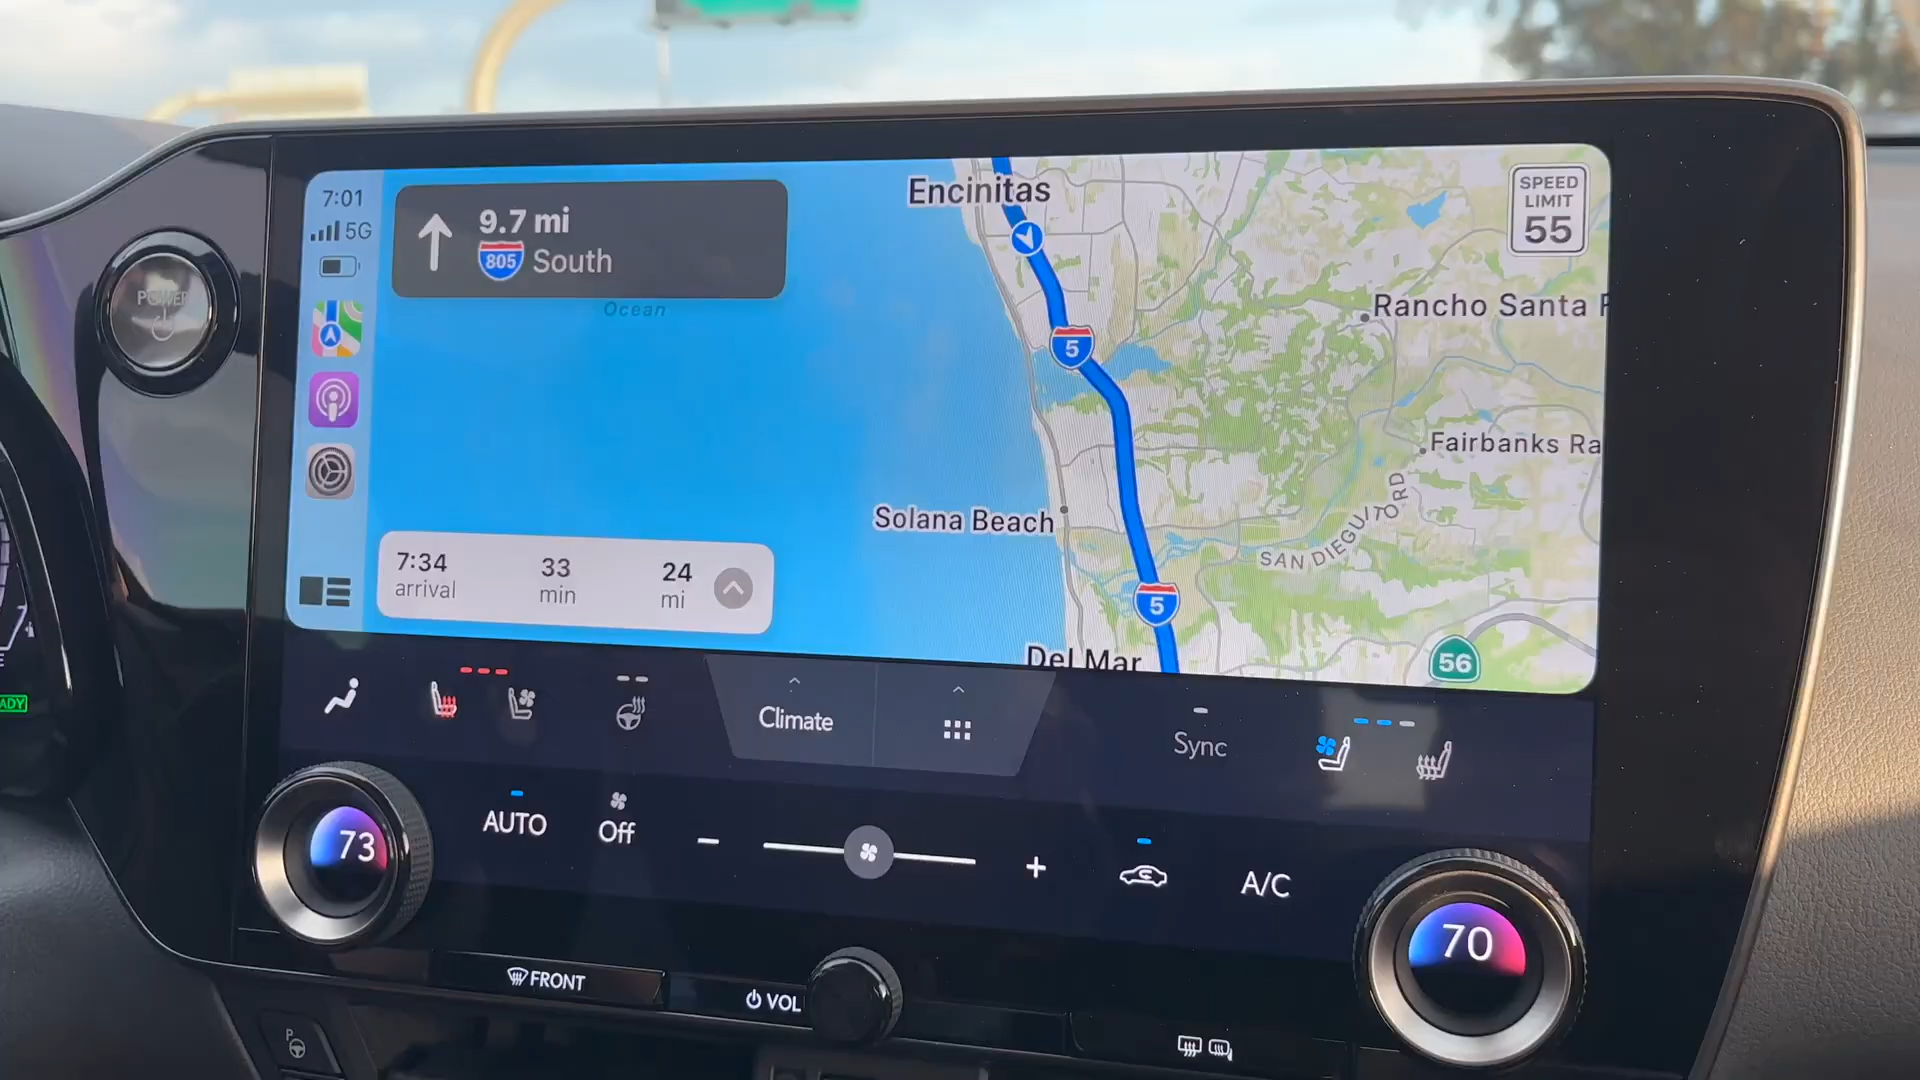 POWER
7:01
5G
9.7 mi
805 South
Ocean
Encinitas
SPEED
LIMIT
55
Rancho Santa F
5
Fairbanks Ra
SAN DIEGUITO RD
Solana Beach
5
Del Mar
56
7:34
arrival
33
min
24
mi
Climate
Sync
73
AUTO
Off
A/C
70
FRONT
VOL
P
ADY